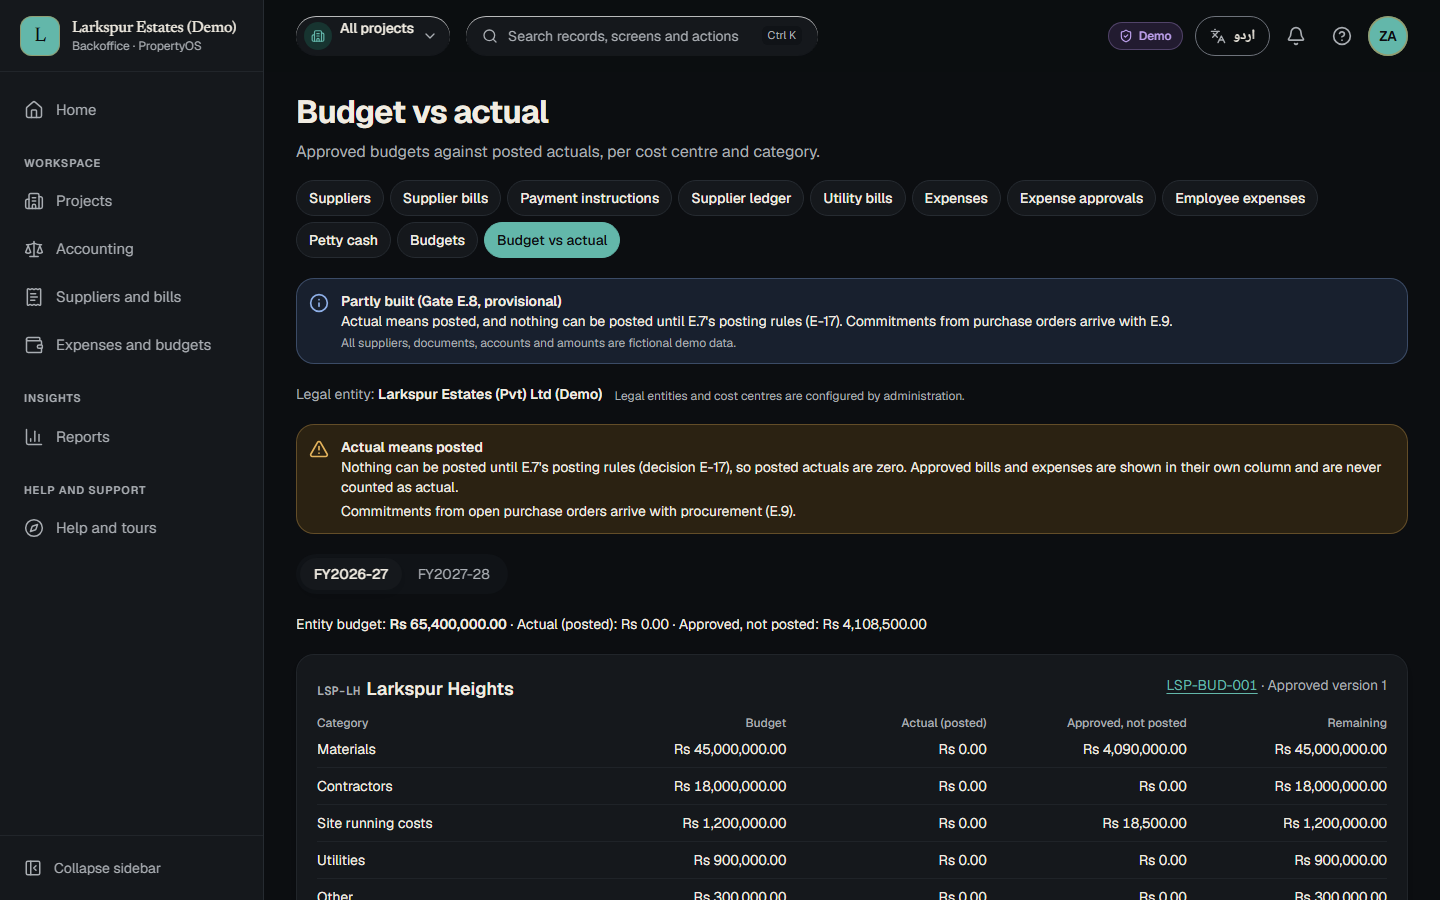 L
Larkspur Estates (Demo)
Backoffice · PropertyOS
All projects
Search records, screens and actions
Ctrl K
Demo
اردو
ZA
Home
WORKSPACE
Projects
Accounting
Suppliers and bills
Expenses and budgets
INSIGHTS
Reports
HELP AND SUPPORT
Help and tours
Collapse sidebar
Budget vs actual
Approved budgets against posted actuals, per cost centre and category.
Suppliers
Supplier bills
Payment instructions
Supplier ledger
Utility bills
Expenses
Expense approvals
Employee expenses
Petty cash
Budgets
Budget vs actual
Partly built (Gate E.8, provisional)
Actual means posted, and nothing can be posted until E.7's posting rules (E-17). Commitments from purchase orders arrive with E.9.
All suppliers, documents, accounts and amounts are fictional demo data.
Legal entity: Larkspur Estates (Pvt) Ltd (Demo) Legal entities and cost centres are configured by administration.
Actual means posted
Nothing can be posted until E.7's posting rules (decision E-17), so posted actuals are zero. Approved bills and expenses are shown in their own column and are never
counted as actual.
Commitments from open purchase orders arrive with procurement (E.9).
FY2026-27
FY2027-28
Entity budget: Rs 65,400,000.00 · Actual (posted): Rs 0.00 · Approved, not posted: Rs 4,108,500.00
LSP-LH Larkspur Heights
LSP-BUD-001 · Approved version 1
Category Budget Actual (posted) Approved, not posted Remaining
Materials Rs 45,000,000.00 Rs 0.00 Rs 4,090,000.00 Rs 45,000,000.00
Contractors Rs 18,000,000.00 Rs 0.00 Rs 0.00 Rs 18,000,000.00
Site running costs Rs 1,200,000.00 Rs 0.00 Rs 18,500.00 Rs 1,200,000.00
Utilities Rs 900,000.00 Rs 0.00 Rs 0.00 Rs 900,000.00
Other Rs 300,000.00 Rs 0.00 Rs 0.00 Rs 300,000.00